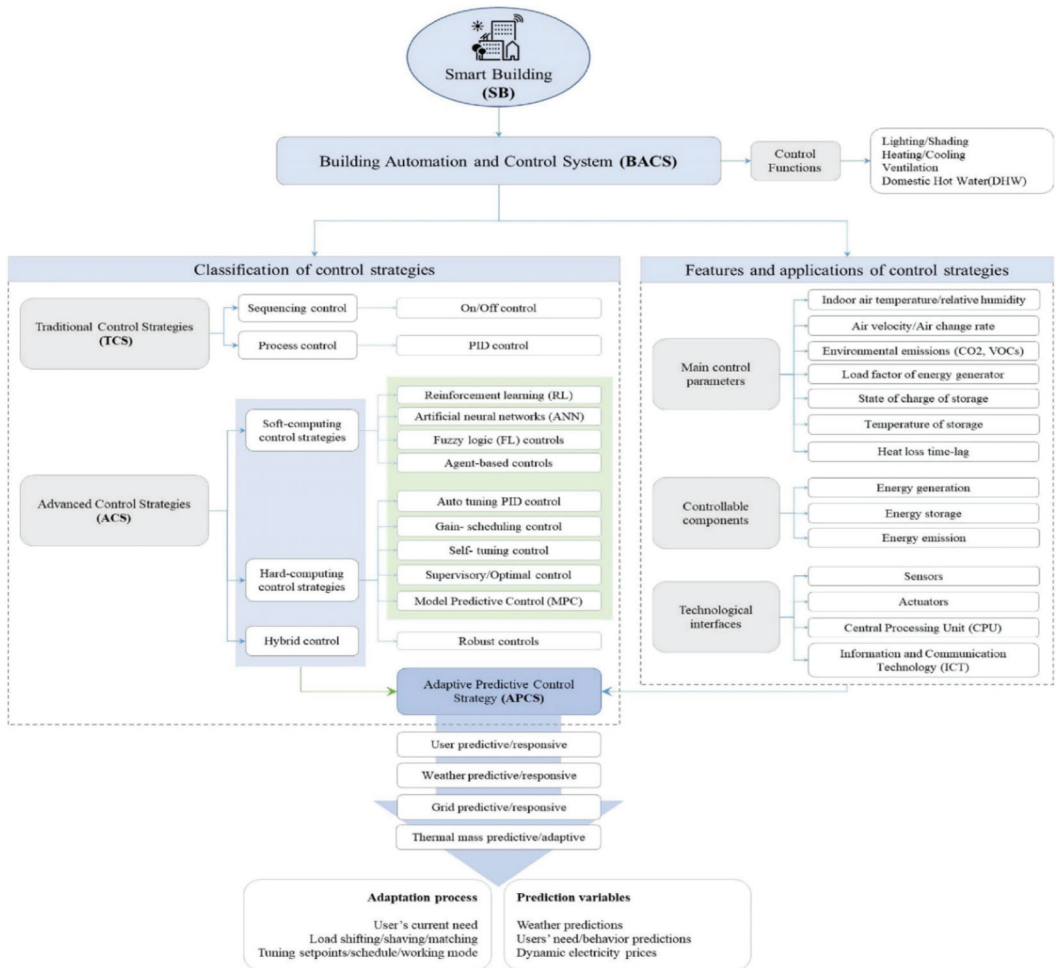 Smart Building
(SB)
Building Automation and Control System (BACS)
Control
Functions
Lighting/Shading
Heating/Cooling
Ventilation
Domestic Hot Water(DHW)
Classification of control strategies
Traditional Control Strategies
(TCS)
Sequencing control
On/Off control
Process control
PID control
Advanced Control Strategies
(ACS)
Soft-computing
control strategies
Reinforcement learning (RL)
Artificial neural networks (ANN)
Fuzzy logic (FL) controls
Agent-based controls
Hard-computing
control strategies
Auto tuning PID control
Gain- scheduling control
Self- tuning control
Supervisory/Optimal control
Model Predictive Control (MPC)
Hybrid control
Robust controls
Features and applications of control strategies
Main control
parameters
Indoor air temperature/relative humidity
Air velocity/Air change rate
Environmental emissions (CO2, VOCs)
Load factor of energy generator
State of charge of storage
Temperature of storage
Heat loss time-lag
Controllable
components
Energy generation
Energy storage
Energy emission
Technological
interfaces
Sensors
Actuators
Central Processing Unit (CPU)
Information and Communication
Technology (ICT)
Adaptive Predictive Control
Strategy (APCS)
User predictive/responsive
Weather predictive/responsive
Grid predictive/responsive
Thermal mass predictive/adaptive
Adaptation process
User's current need
Load shifting/shaving/matching
Tuning setpoints/schedule/working mode
Prediction variables
Weather predictions
Users' need/behavior predictions
Dynamic electricity prices